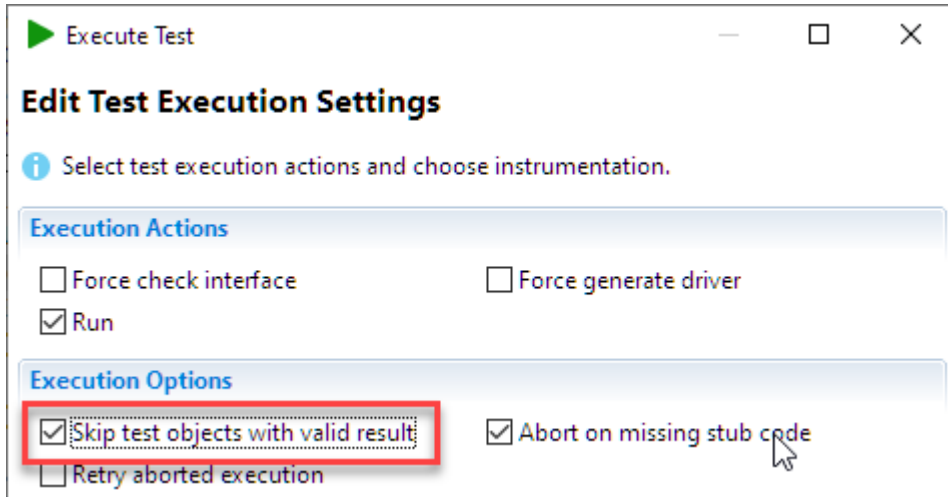 Execute Test
Edit Test Execution Settings
Select test execution actions and choose instrumentation.
Execution Actions
Force check interface
Force generate driver
Run
Execution Options
Skip test objects with valid result
Abort on missing stub code
Retry aborted execution